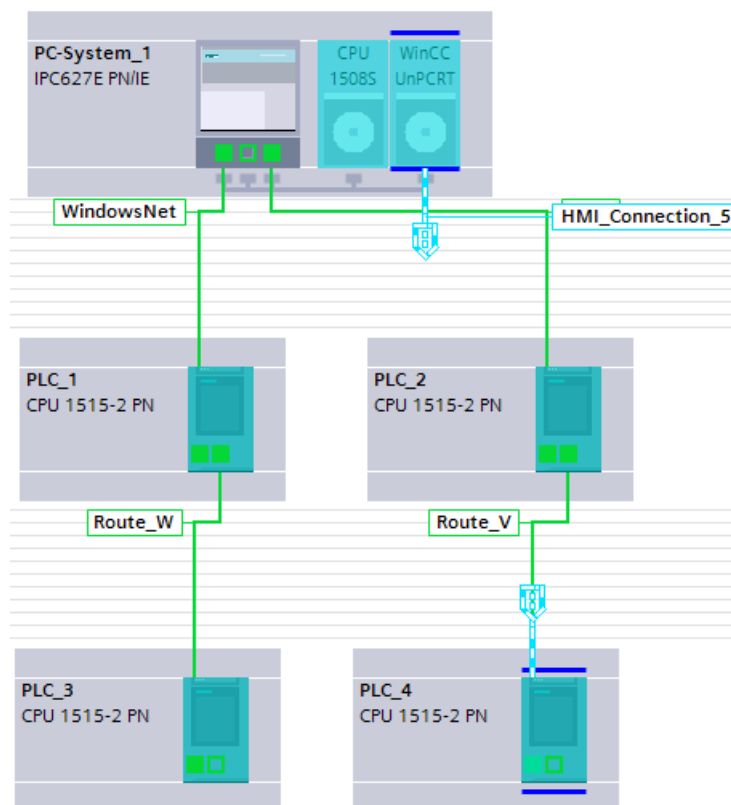 PC-System_1
IPC627E PN/IE
CPU
1508S
WinCC
UnPCRT
WindowsNet
HMI_Connection_5
PLC_1
CPU 1515-2 PN
PLC_2
CPU 1515-2 PN
Route_W
Route_V
PLC_3
CPU 1515-2 PN
PLC_4
CPU 1515-2 PN